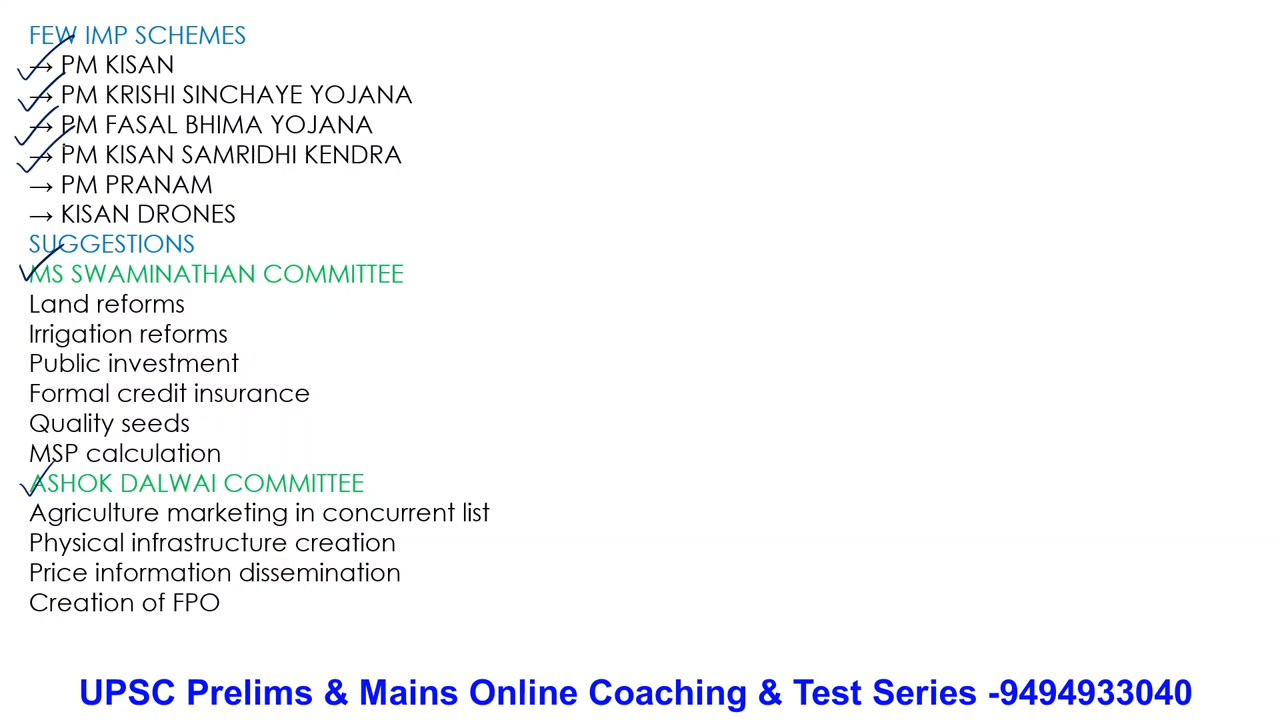 FEW IMP SCHEMES
→ PM KISAN
→ PM KRISHI SINCHAYE YOJANA
→ PM FASAL BHIMA YOJANA
→ PM KISAN SAMRIDHI KENDRA
→ PM PRANAM
→ KISAN DRONES
SUGGESTIONS
MS SWAMINATHAN COMMITTEE
Land reforms
Irrigation reforms
Public investment
Formal credit insurance
Quality seeds
MSP calculation
ASHOK DALWAI COMMITTEE
Agriculture marketing in concurrent list
Physical infrastructure creation
Price information dissemination
Creation of FPO
UPSC Prelims & Mains Online Coaching & Test Series -9494933040